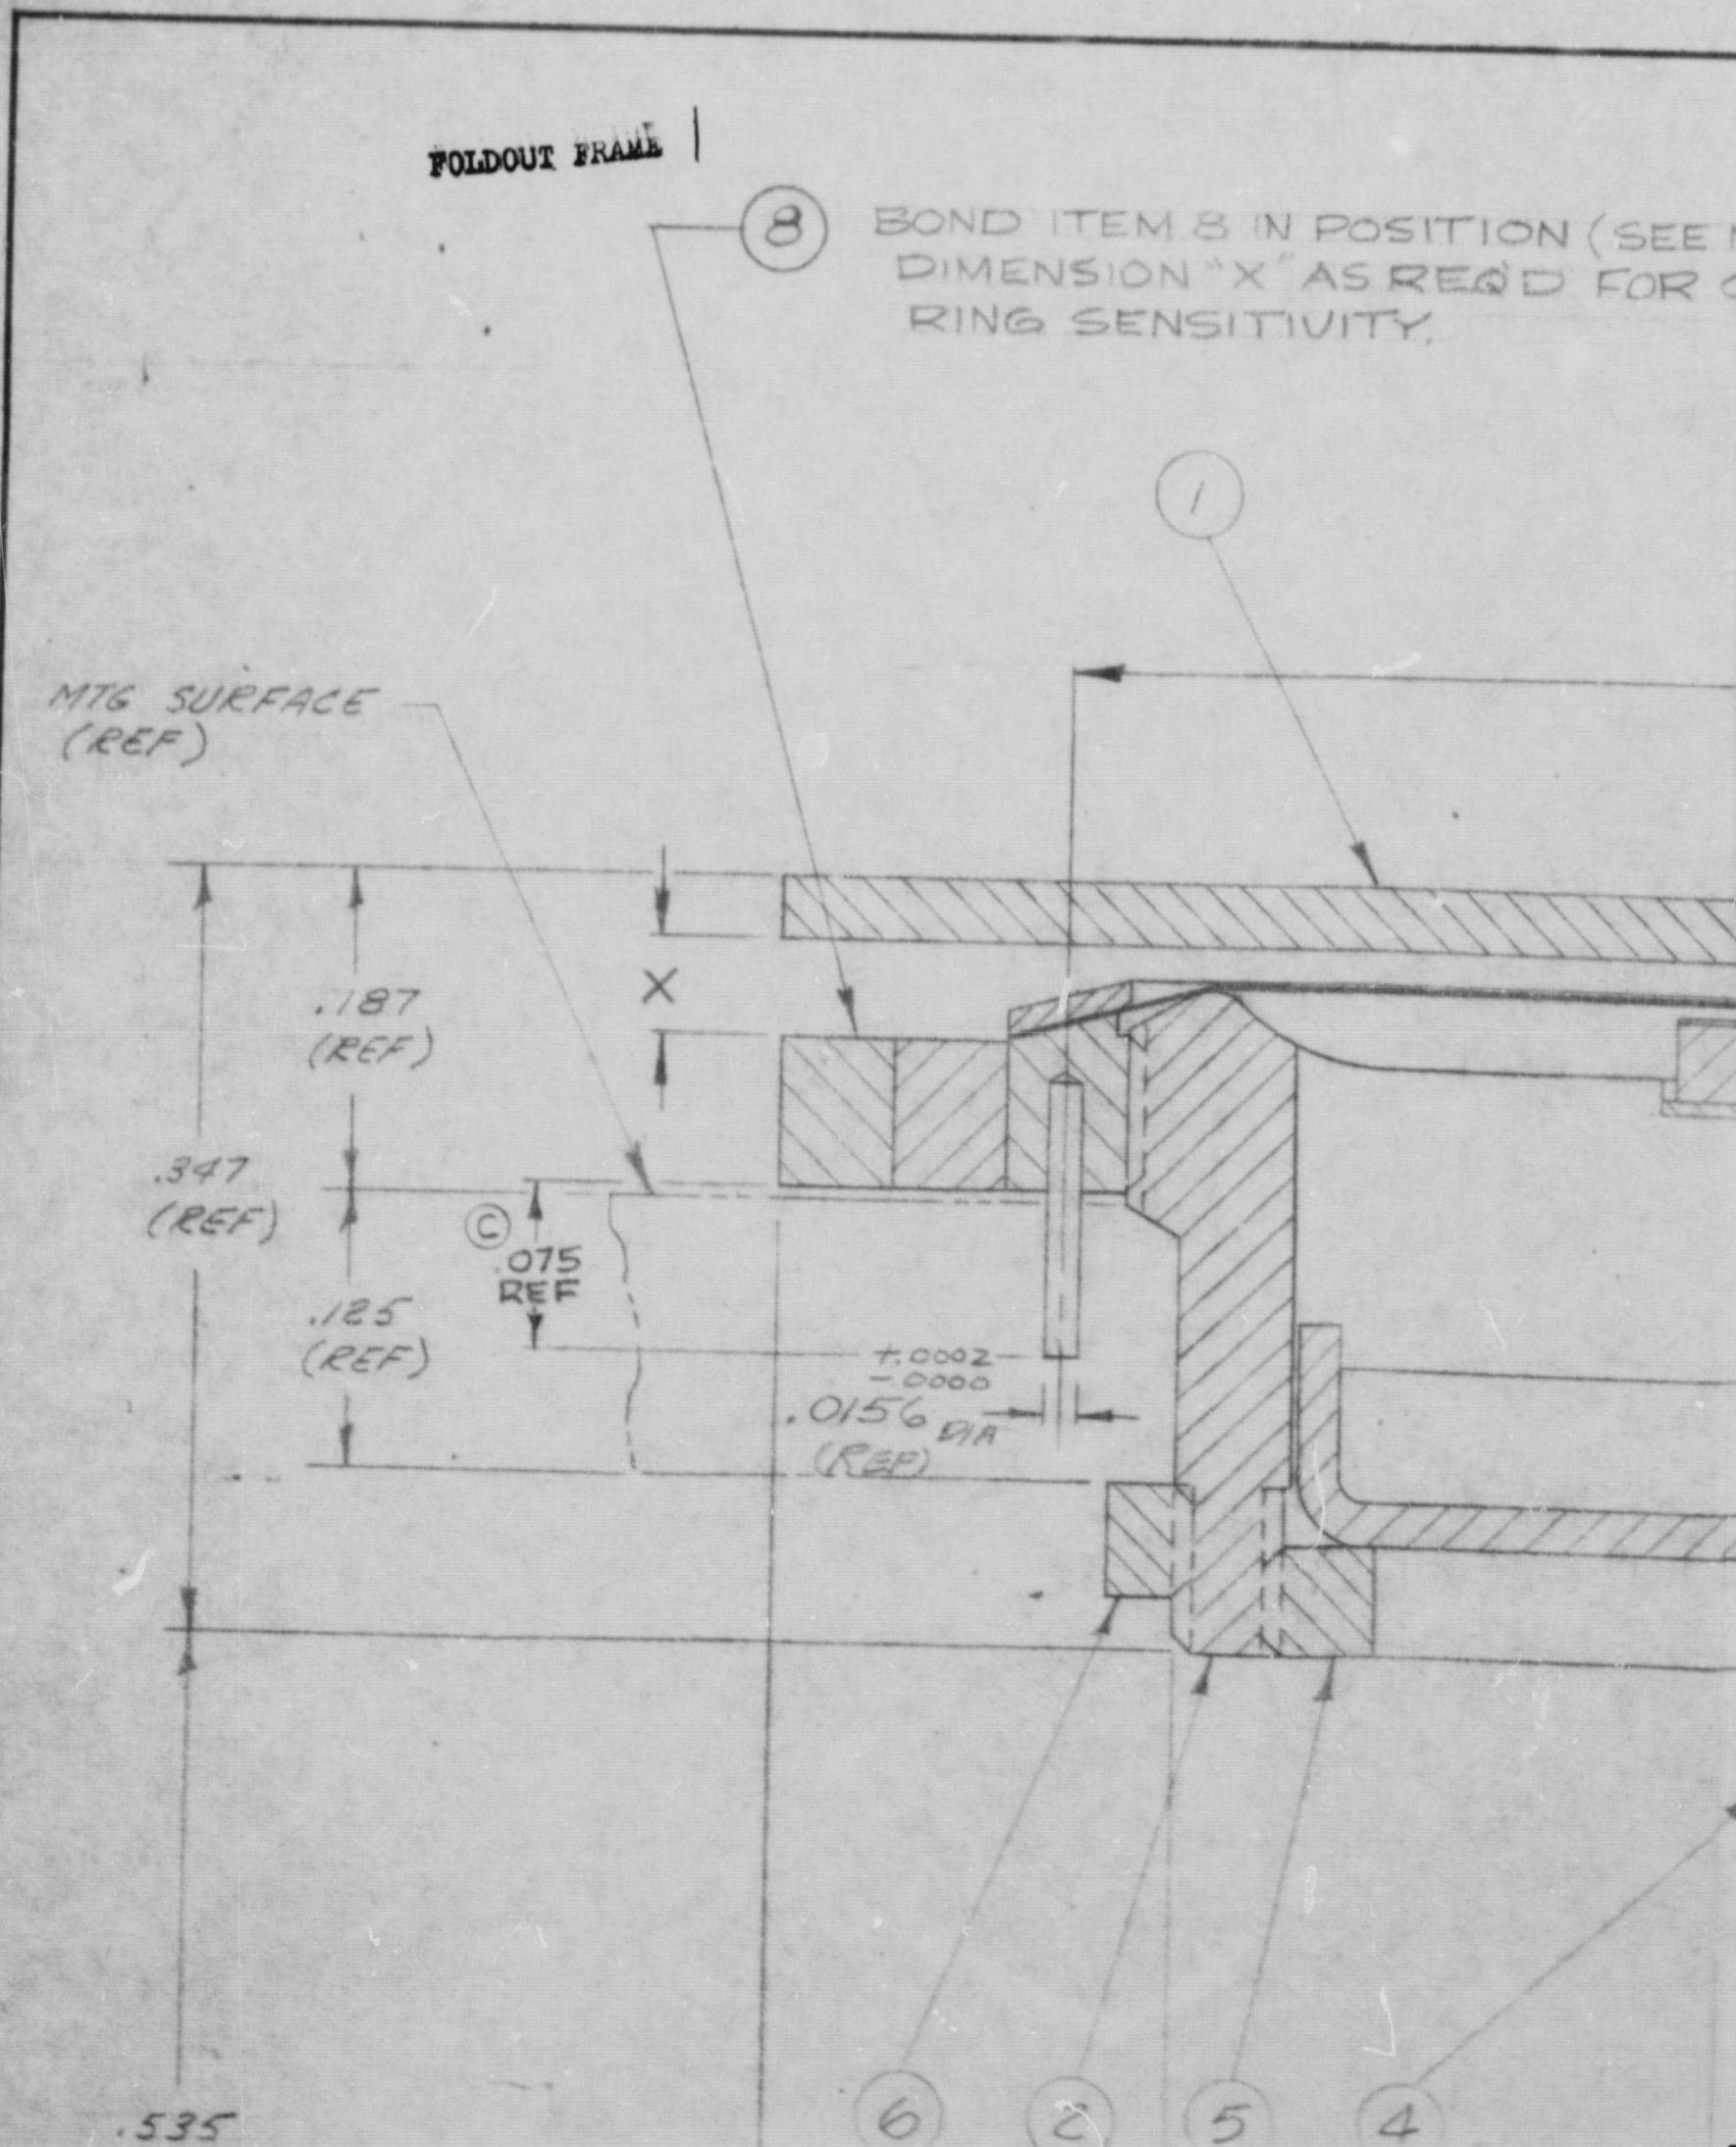 FOLDOUT FRAME |
8 BOND ITEM 8 IN POSITION (SEE
DIMENSION "X" AS REQ'D FOR
RING SENSITIVITY.
1
MTG SURFACE
(REF)
.187
(REF)
X
.347
(REF)
C
.075
REF
.125
(REF)
+.0002
-.0000
.0156 DIA
(REF)
6
2
5
4
.535